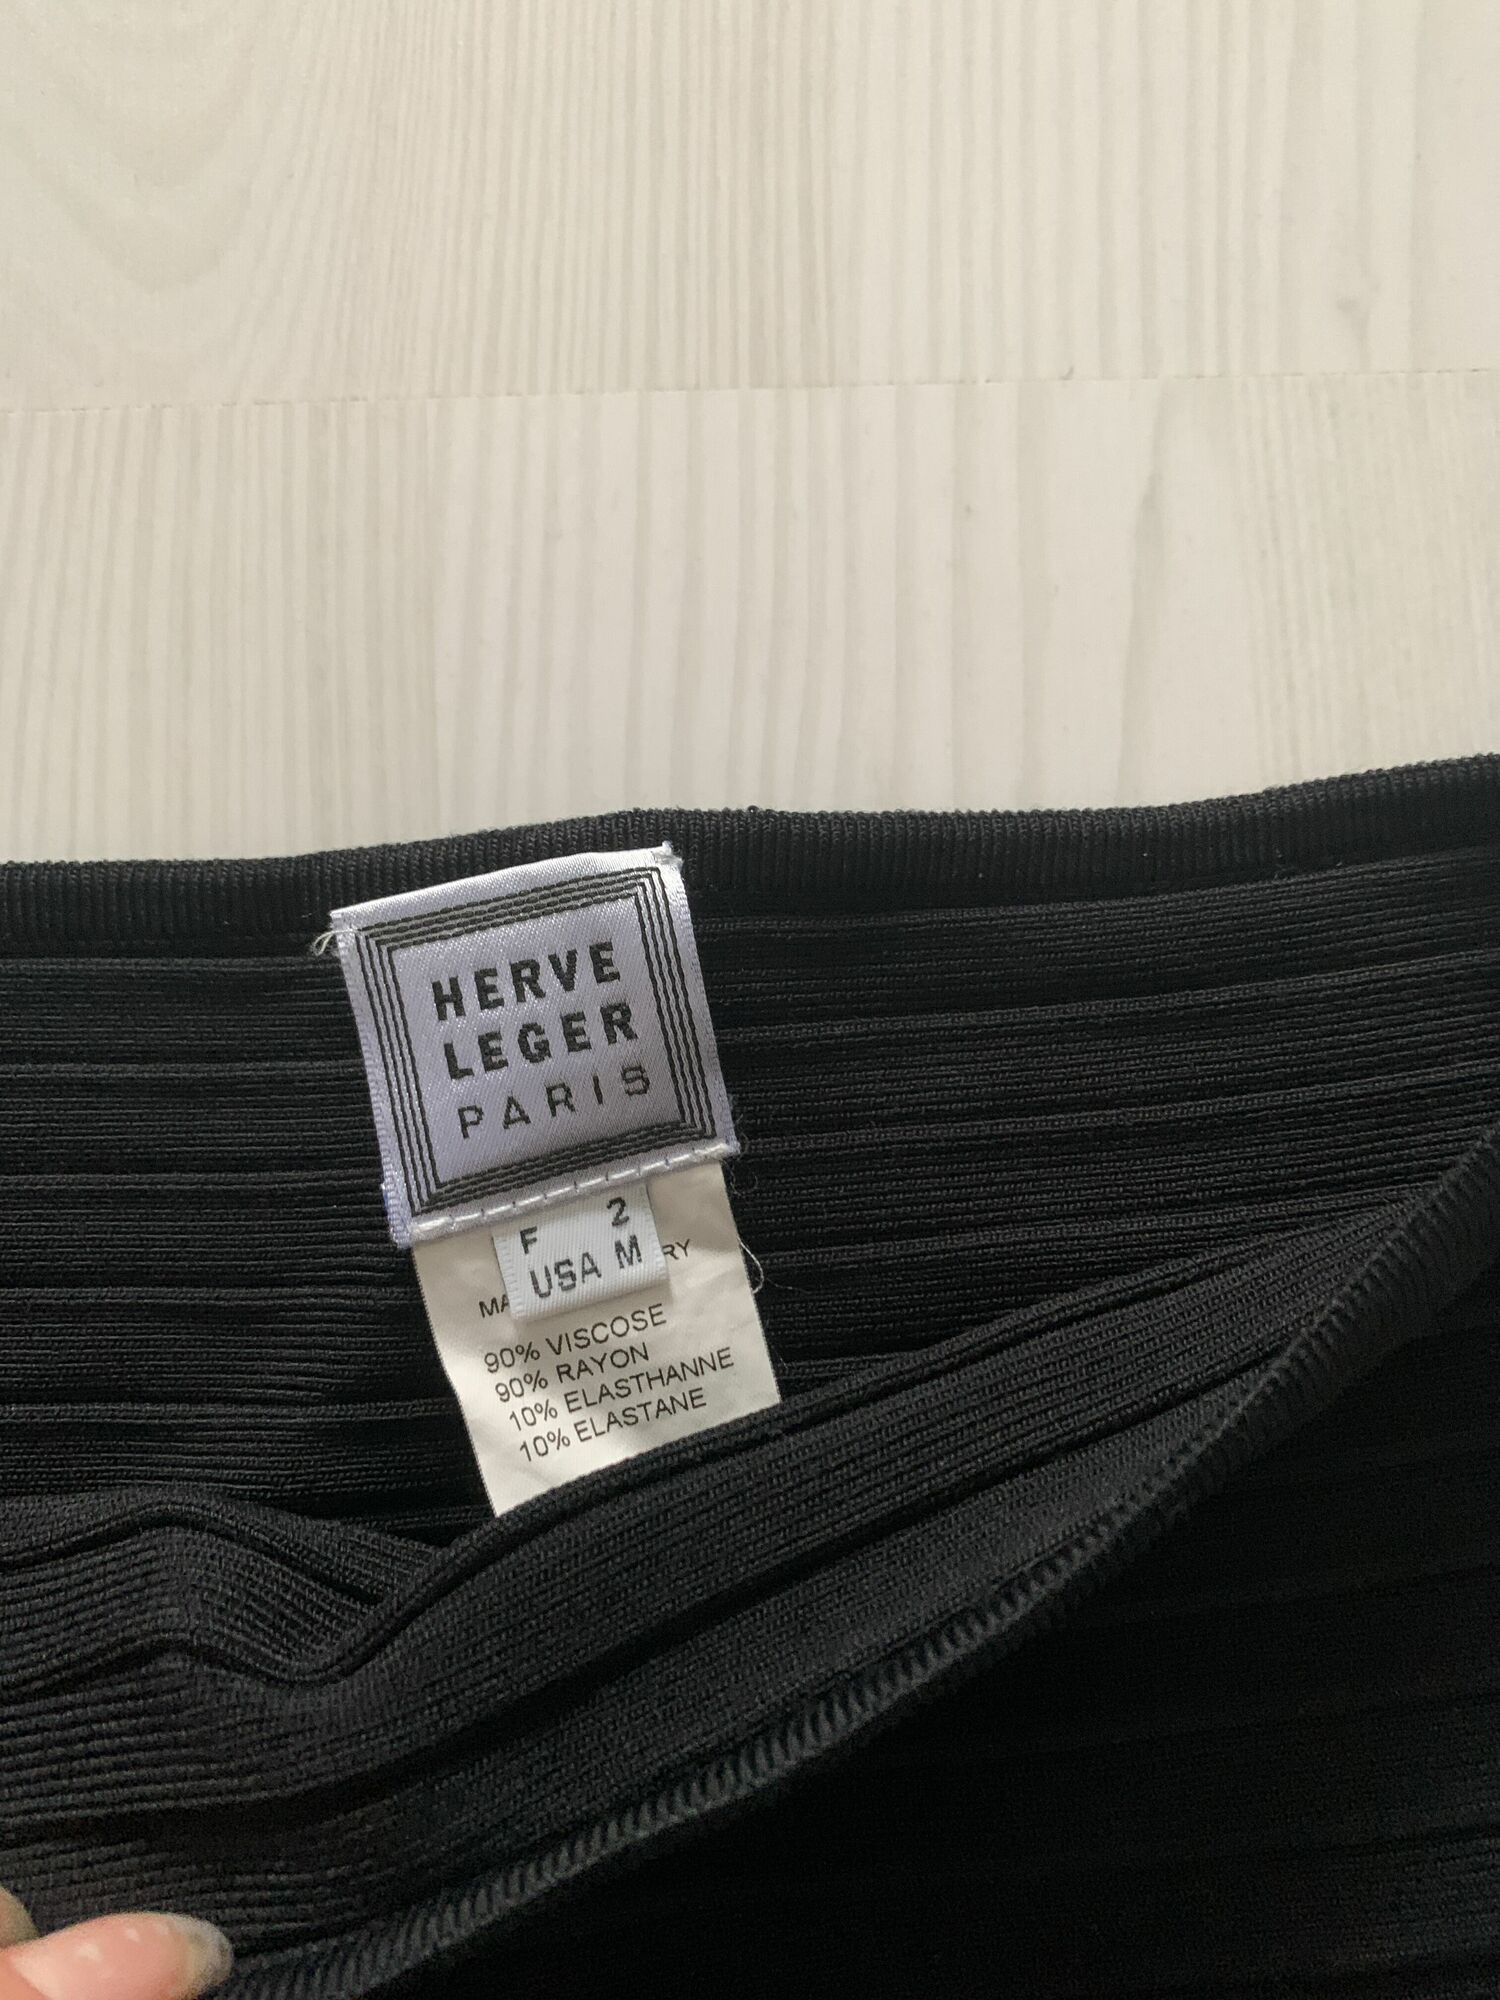 HERVE
LEGER
PARIS
F 2
USA M
90% VISCOSE
90% RAYON
10% ELASTHANNE
10% ELASTANE